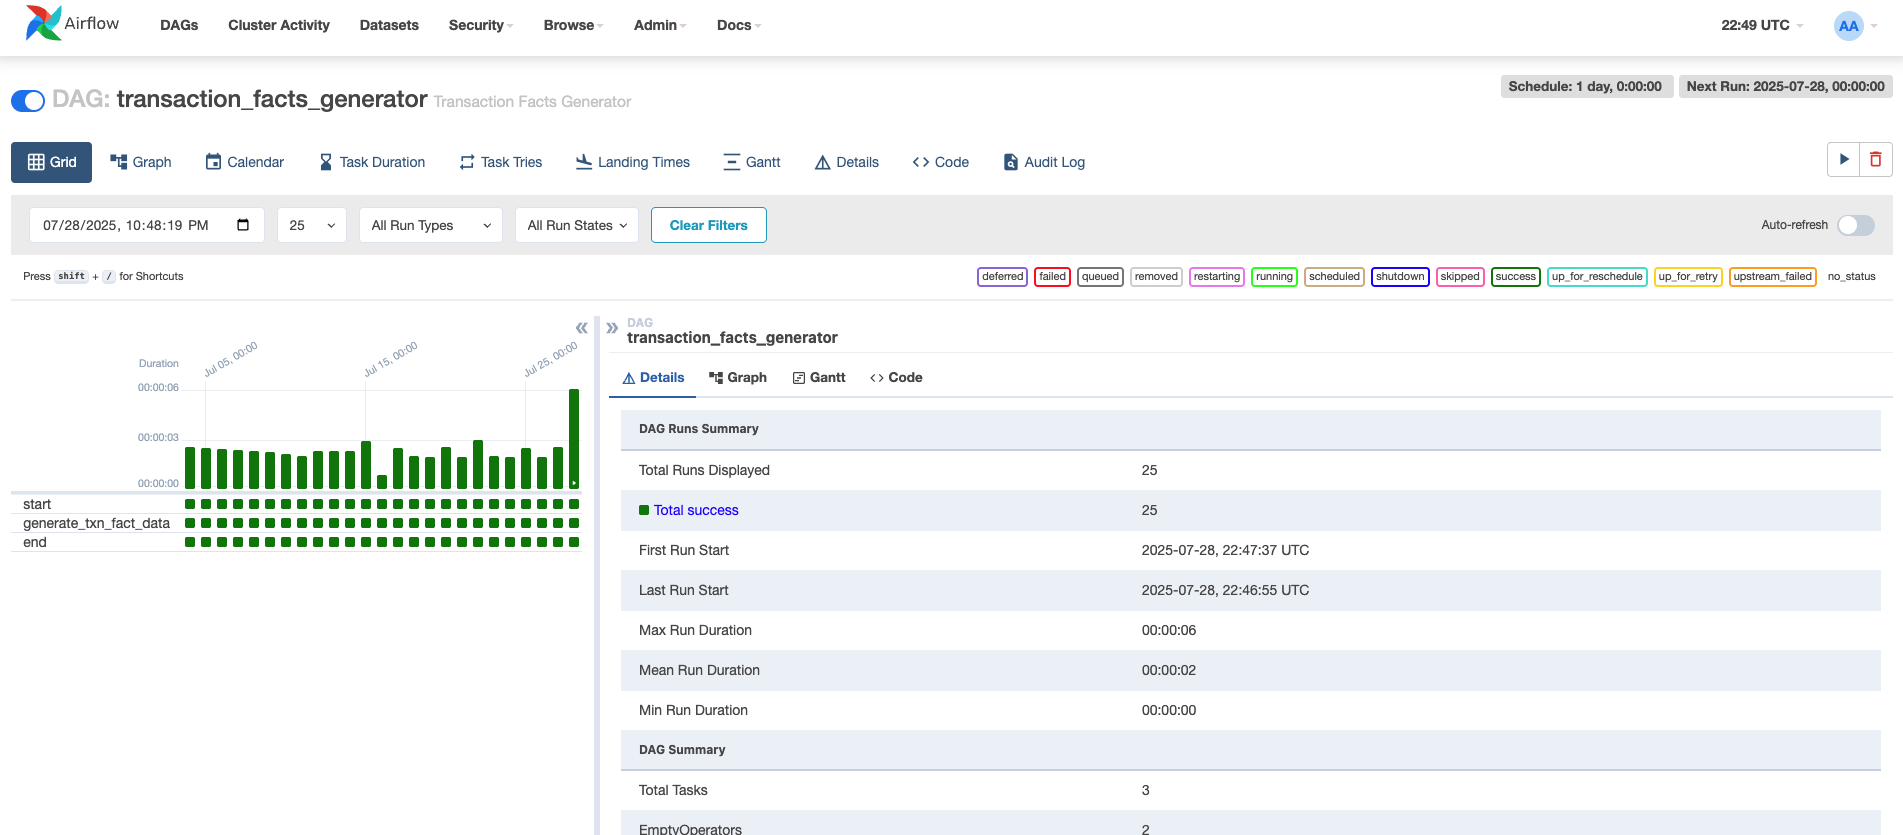 Airflow DAGs Cluster Activity Datasets Security Browse Admin Docs 22:49 UTC AA
Schedule: 1 day, 0:00:00 Next Run: 2025-07-28, 00:00:00
DAG: transaction_facts_generator Transaction Facts Generator
Grid Graph Calendar Task Duration Task Tries Landing Times Gantt Details Code Audit Log
07/28/2025, 10:48:19 PM 25 All Run Types All Run States Clear Filters Auto-refresh
Press shift + / for Shortcuts deferred failed queued removed restarting running scheduled shutdown skipped success up_for_reschedule up_for_retry upstream_failed no_status
Jul 05, 00:00 Jul 15, 00:00 Jul 25, 00:00
Duration
00:00:06
00:00:03
00:00:00
start
generate_txn_fact_data
end
« »
DAG
transaction_facts_generator
Details Graph Gantt Code
DAG Runs Summary
Total Runs Displayed 25
Total success 25
First Run Start 2025-07-28, 22:47:37 UTC
Last Run Start 2025-07-28, 22:46:55 UTC
Max Run Duration 00:00:06
Mean Run Duration 00:00:02
Min Run Duration 00:00:00
DAG Summary
Total Tasks 3
EmptyOperators 2